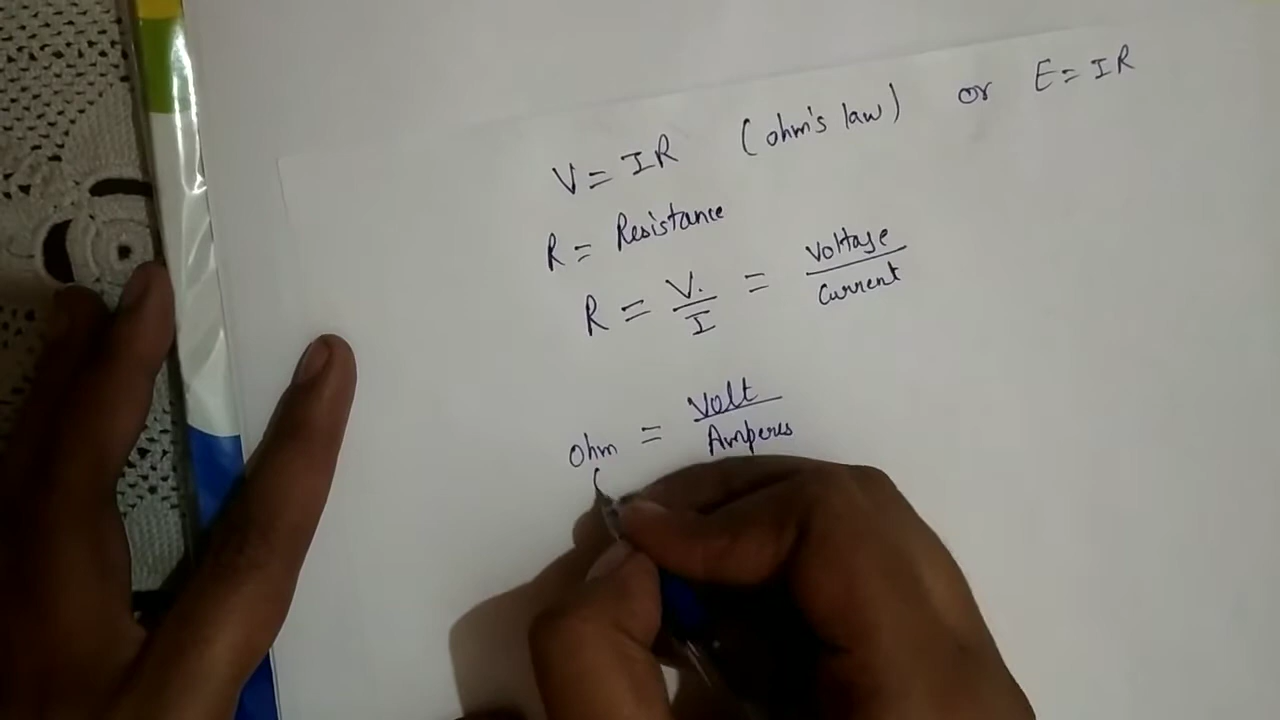 V = IR (ohm's law) or E = IR
R = Resistance
R = V. / I = Voltage / Current
ohm = Volt / Amperes
(